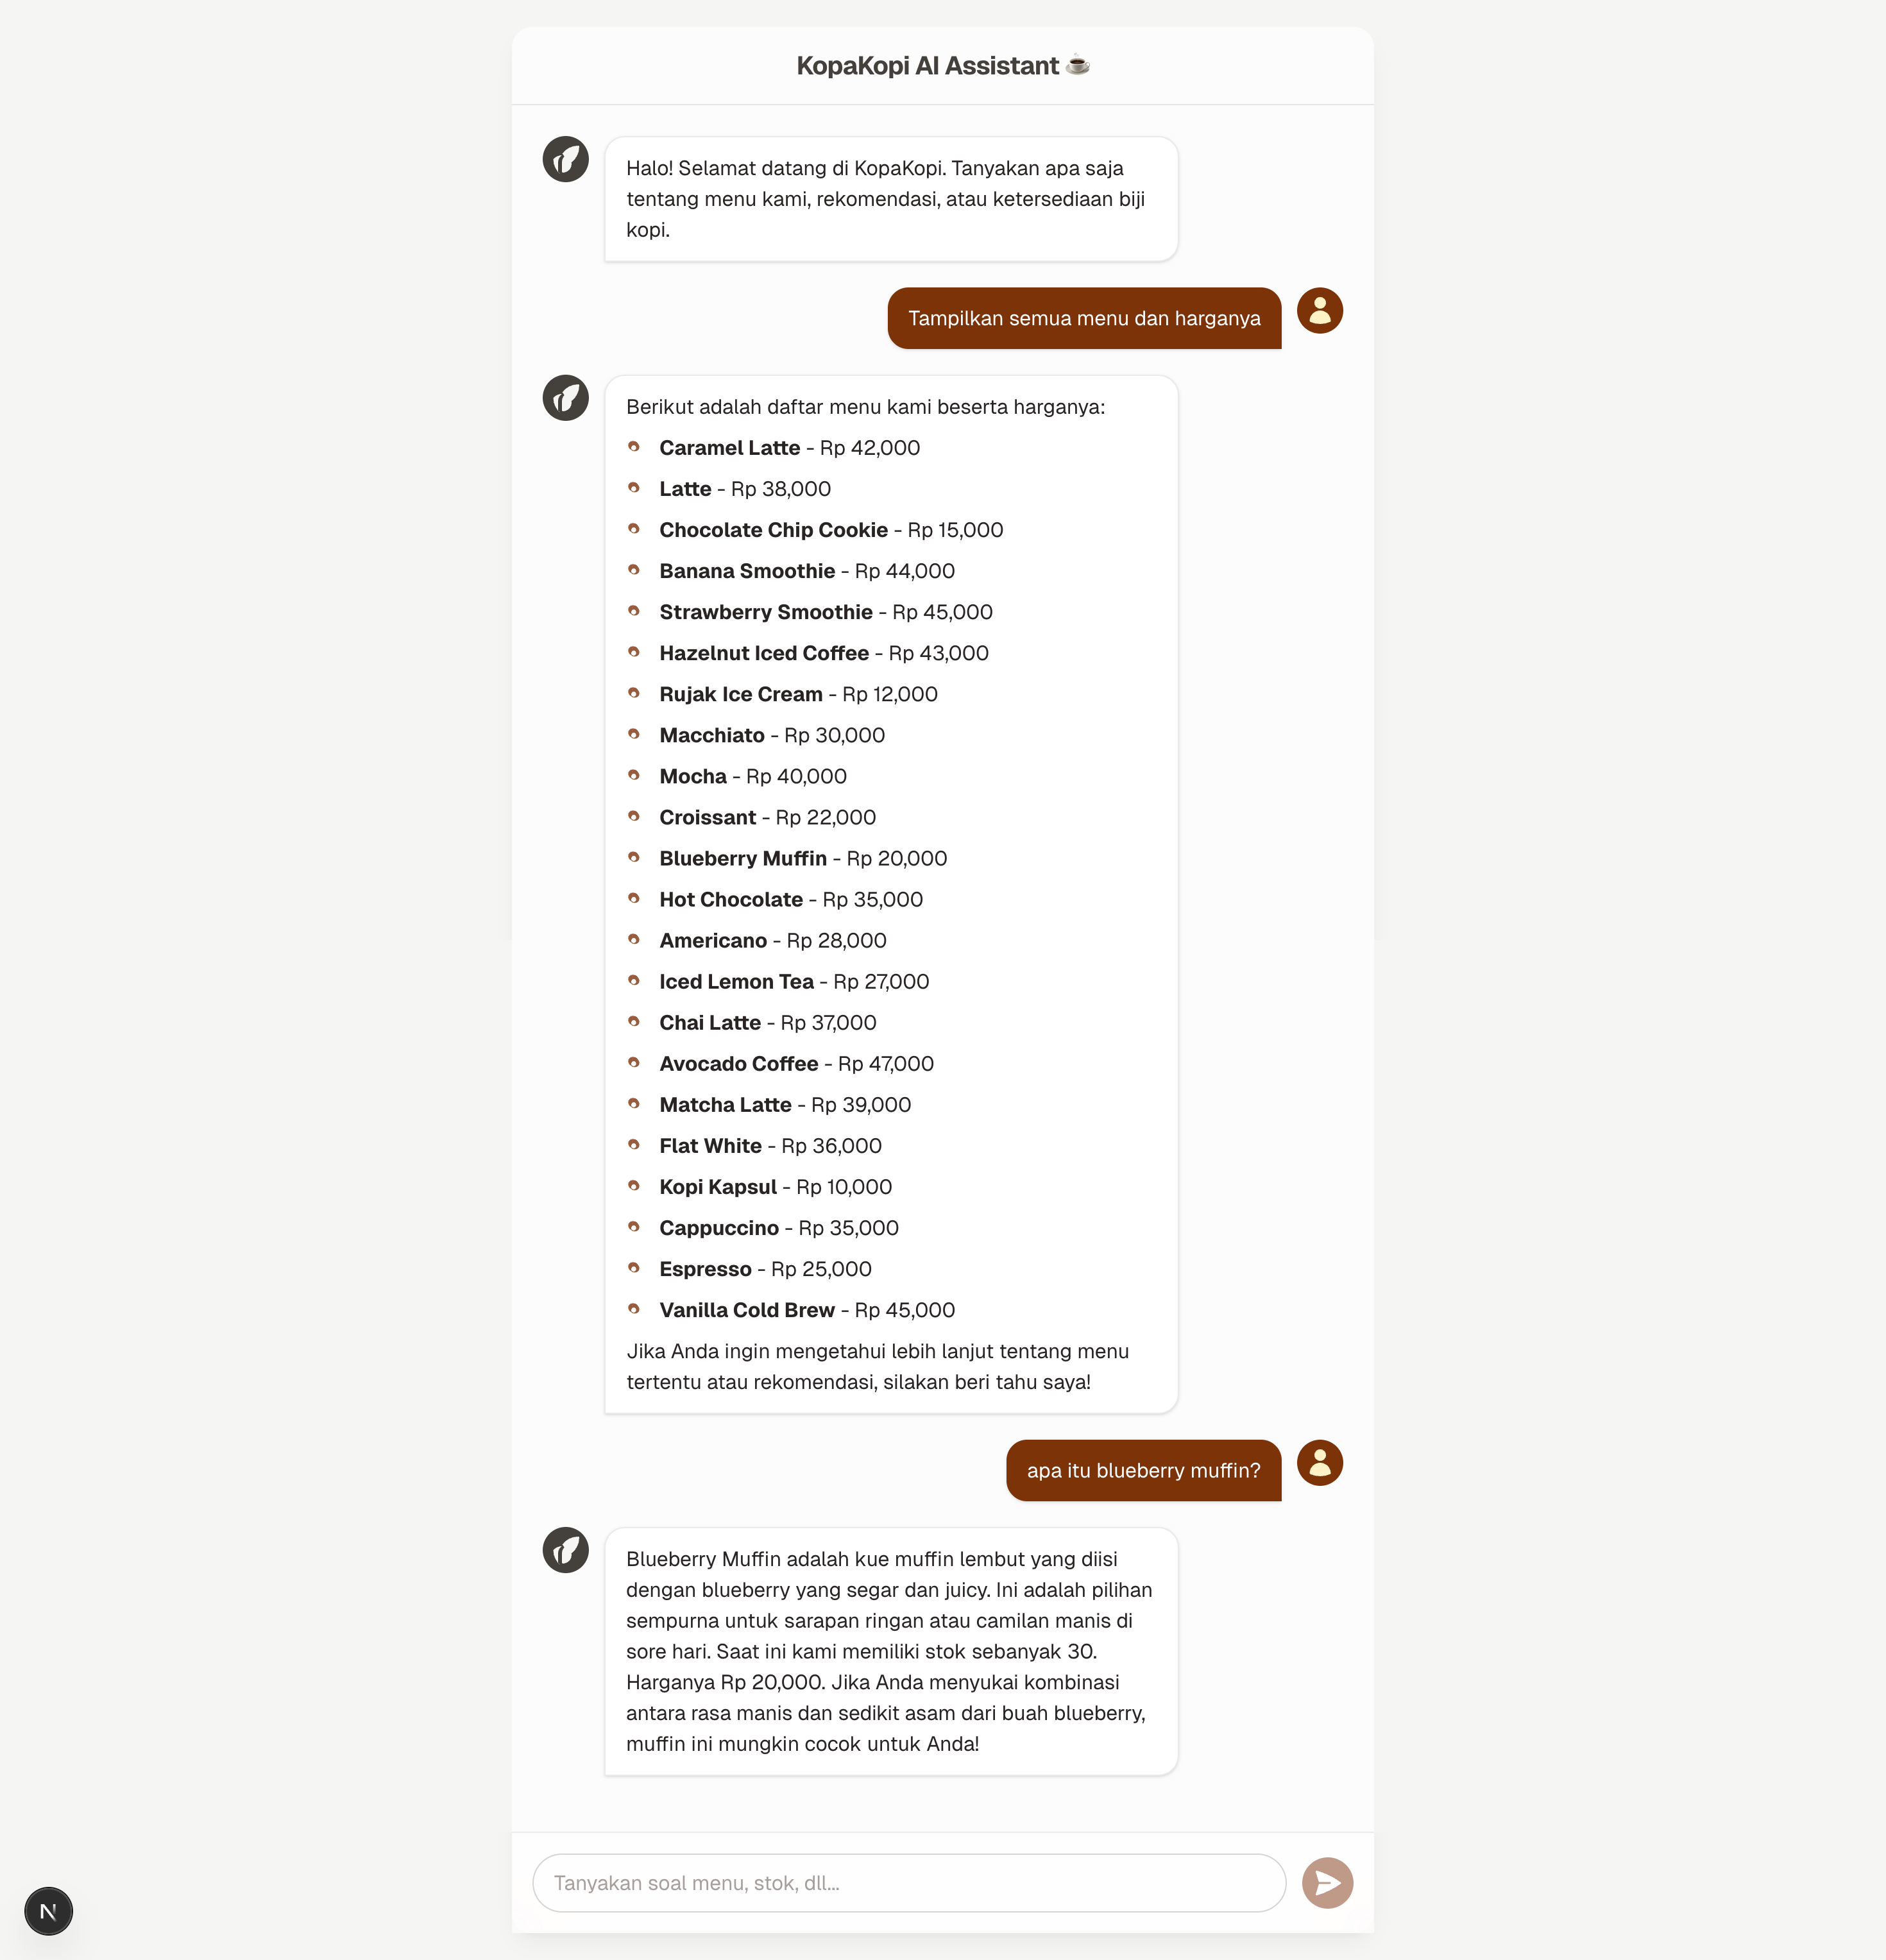 KopaKopi AI Assistant ☕
Halo! Selamat datang di KopaKopi. Tanyakan apa saja
tentang menu kami, rekomendasi, atau ketersediaan biji
kopi.
Tampilkan semua menu dan harganya
Berikut adalah daftar menu kami beserta harganya:
Caramel Latte - Rp 42,000
Latte - Rp 38,000
Chocolate Chip Cookie - Rp 15,000
Banana Smoothie - Rp 44,000
Strawberry Smoothie - Rp 45,000
Hazelnut Iced Coffee - Rp 43,000
Rujak Ice Cream - Rp 12,000
Macchiato - Rp 30,000
Mocha - Rp 40,000
Croissant - Rp 22,000
Blueberry Muffin - Rp 20,000
Hot Chocolate - Rp 35,000
Americano - Rp 28,000
Iced Lemon Tea - Rp 27,000
Chai Latte - Rp 37,000
Avocado Coffee - Rp 47,000
Matcha Latte - Rp 39,000
Flat White - Rp 36,000
Kopi Kapsul - Rp 10,000
Cappuccino - Rp 35,000
Espresso - Rp 25,000
Vanilla Cold Brew - Rp 45,000
Jika Anda ingin mengetahui lebih lanjut tentang menu
tertentu atau rekomendasi, silakan beri tahu saya!
apa itu blueberry muffin?
Blueberry Muffin adalah kue muffin lembut yang diisi
dengan blueberry yang segar dan juicy. Ini adalah pilihan
sempurna untuk sarapan ringan atau camilan manis di
sore hari. Saat ini kami memiliki stok sebanyak 30.
Harganya Rp 20,000. Jika Anda menyukai kombinasi
antara rasa manis dan sedikit asam dari buah blueberry,
muffin ini mungkin cocok untuk Anda!
Tanyakan soal menu, stok, dll...
N